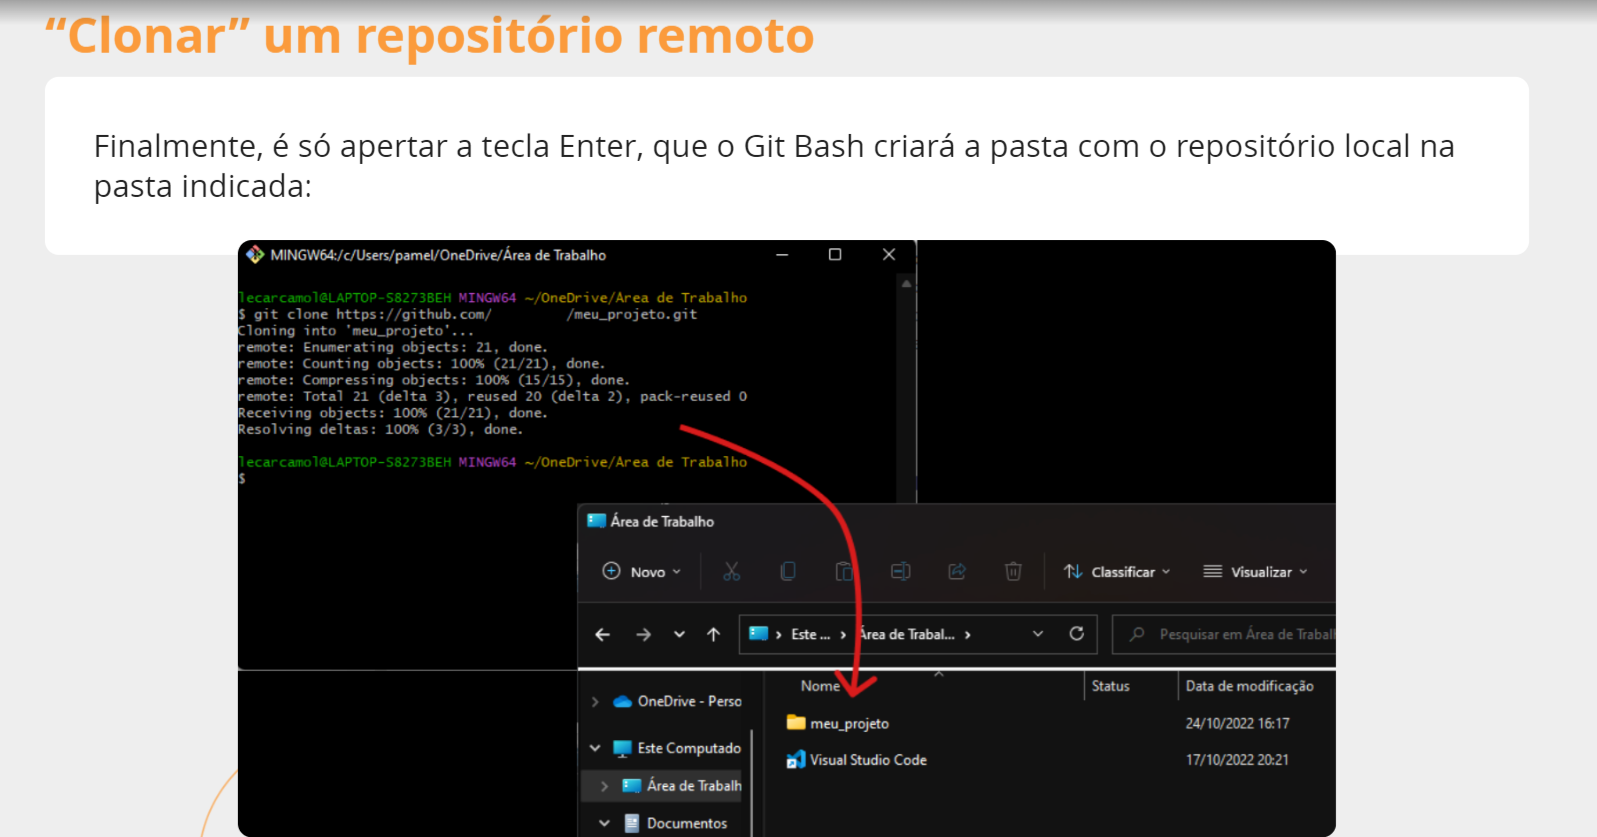 “Clonar” um repositório remoto
Finalmente, é só apertar a tecla Enter, que o Git Bash criará a pasta com o repositório local na
pasta indicada:
MINGW64:/c/Users/pamel/OneDrive/Área de Trabalho
lecarcamol@LAPTOP-S8273BEH MINGW64 ~/OneDrive/Área de Trabalho
$ git clone https://github.com/ /meu_projeto.git
Cloning into 'meu_projeto'...
remote: Enumerating objects: 21, done.
remote: Counting objects: 100% (21/21), done.
remote: Compressing objects: 100% (15/15), done.
remote: Total 21 (delta 3), reused 20 (delta 2), pack-reused 0
Receiving objects: 100% (21/21), done.
Resolving deltas: 100% (3/3), done.
lecarcamol@LAPTOP-S8273BEH MINGW64 ~/OneDrive/Área de Trabalho
$
Área de Trabalho
Novo
Classificar
Visualizar
Este ... › Área de Trabal... ›
Pesquisar em Área de Trabal
Nome
Status
Data de modificação
OneDrive - Perso
Este Computado
Área de Trabalh
Documentos
meu_projeto 24/10/2022 16:17
Visual Studio Code 17/10/2022 20:21